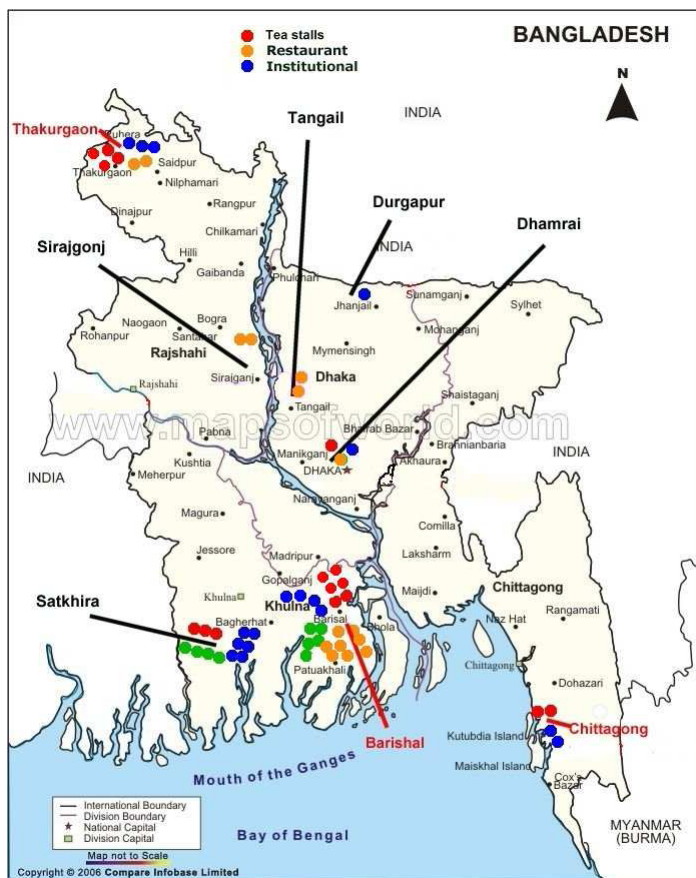 BANGLADESH
Tea stalls
Restaurant
Institutional
N
INDIA
Tangail
Thakurgaon
Thakurgaon
Saidpur
Nilphamari
Durgapur
Dhamrai
Rangpur
Dinajpur
Chilkamari
Sirajgonj
INDIA
Hilli
Gaibanda
Phulchari
Jhanjail
Sunamganj
Sylhet
Rohanpur
Naogaon
Bogra
Santahar
Mohanganj
Rajshahi
Mymensingh
Sirajganj
Dhaka
Rajshahi
Shaistaganj
Tangail
www.mapsofworld.com
Pabna
Bhairab Bazar
Brahnianbaria
Kushtia
Manikganj
DHAKA
Akhaura
INDIA
INDIA
Meherpur
Narayanganj
Magura
Comilla
Jessore
Madripur
Laksharm
Gopalganj
Maijdi
Chittagong
Satkhira
Khulna
Khulna
Barisal
Bhola
Naz Hat
Rangamati
Bagherhat
Patuakhali
Chittagong
Dohazari
Barishal
Chittagong
Kutubdia Island
Maiskhal Island
Cox's
Bazar
Mouth of the Ganges
International Boundary
Division Boundary
National Capital
Division Capital
Bay of Bengal
MYANMAR
(BURMA)
Map not to Scale
Copyright © 2006 Compare Infobase Limited